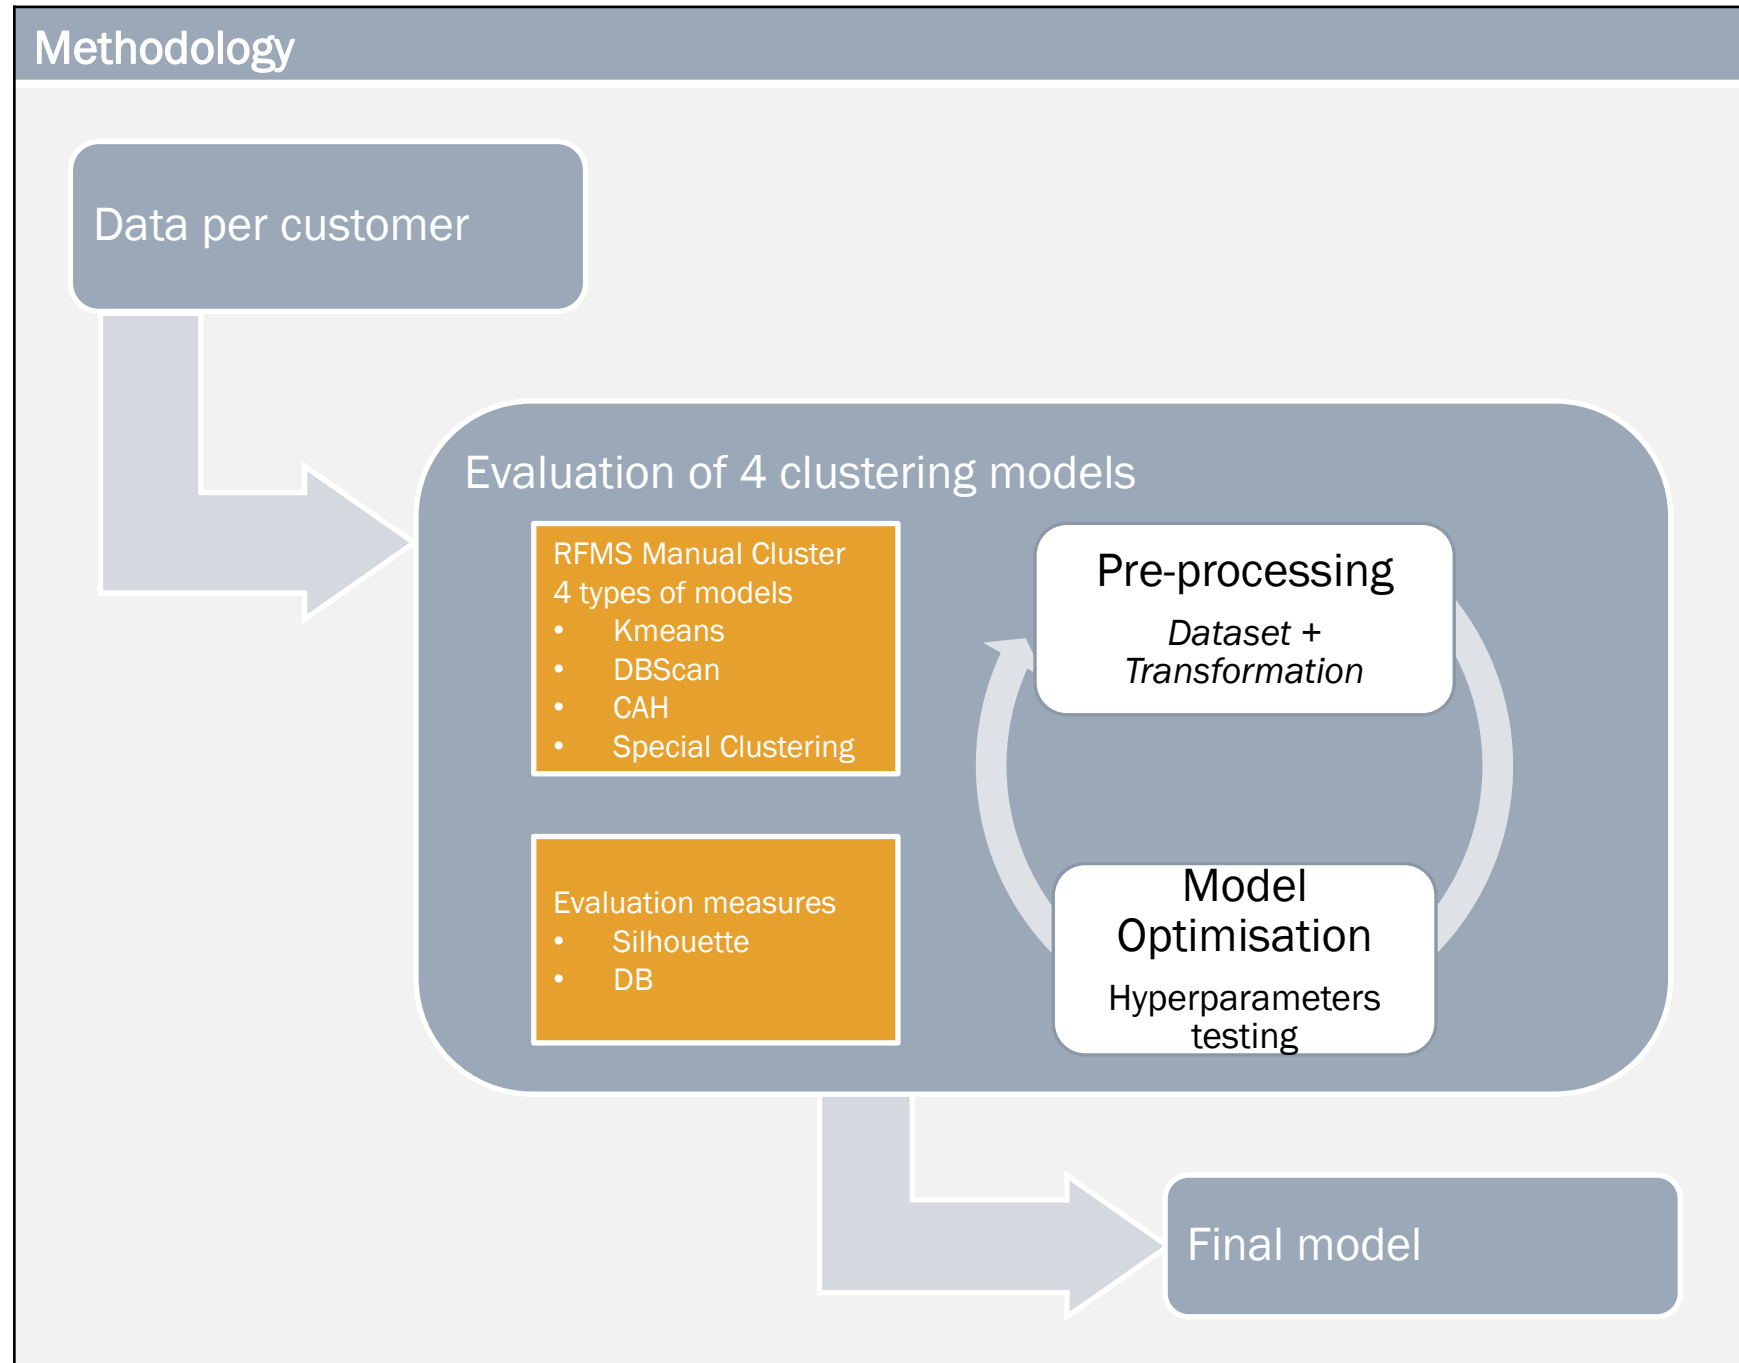 Methodology
Data per customer
Evaluation of 4 clustering models
RFMS Manual Cluster
4 types of models
• Kmeans
• DBScan
• CAH
• Special Clustering
Evaluation measures
• Silhouette
• DB
Pre-processing
Dataset +
Transformation
Model
Optimisation
Hyperparameters
testing
Final model